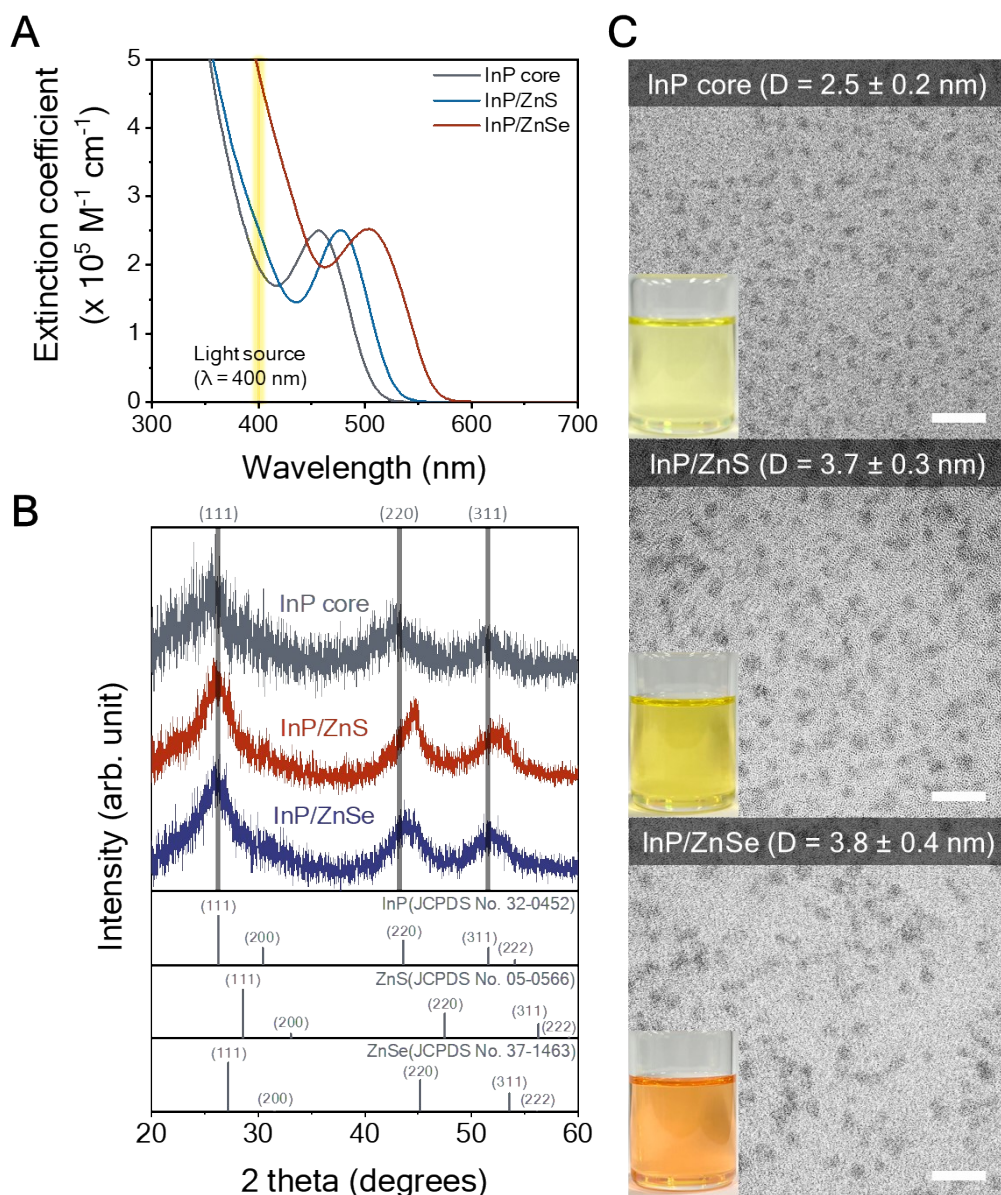 A
Extinction coefficient
(x 10⁵ M⁻¹ cm⁻¹)
5
4
3
2
1
0
InP core
InP/ZnS
InP/ZnSe
Light source
(λ = 400 nm)
300 400 500 600 700
Wavelength (nm)
B
Intensity (arb. unit)
(111) (220) (311)
InP core
InP/ZnS
InP/ZnSe
InP(JCPDS No. 32-0452)
(111) (200) (220) (311) (222)
ZnS(JCPDS No. 05-0566)
(111) (200) (220) (311) (222)
ZnSe(JCPDS No. 37-1463)
(111) (200) (220) (311) (222)
20 30 40 50 60
2 theta (degrees)
C
InP core (D = 2.5 ± 0.2 nm)
InP/ZnS (D = 3.7 ± 0.3 nm)
InP/ZnSe (D = 3.8 ± 0.4 nm)